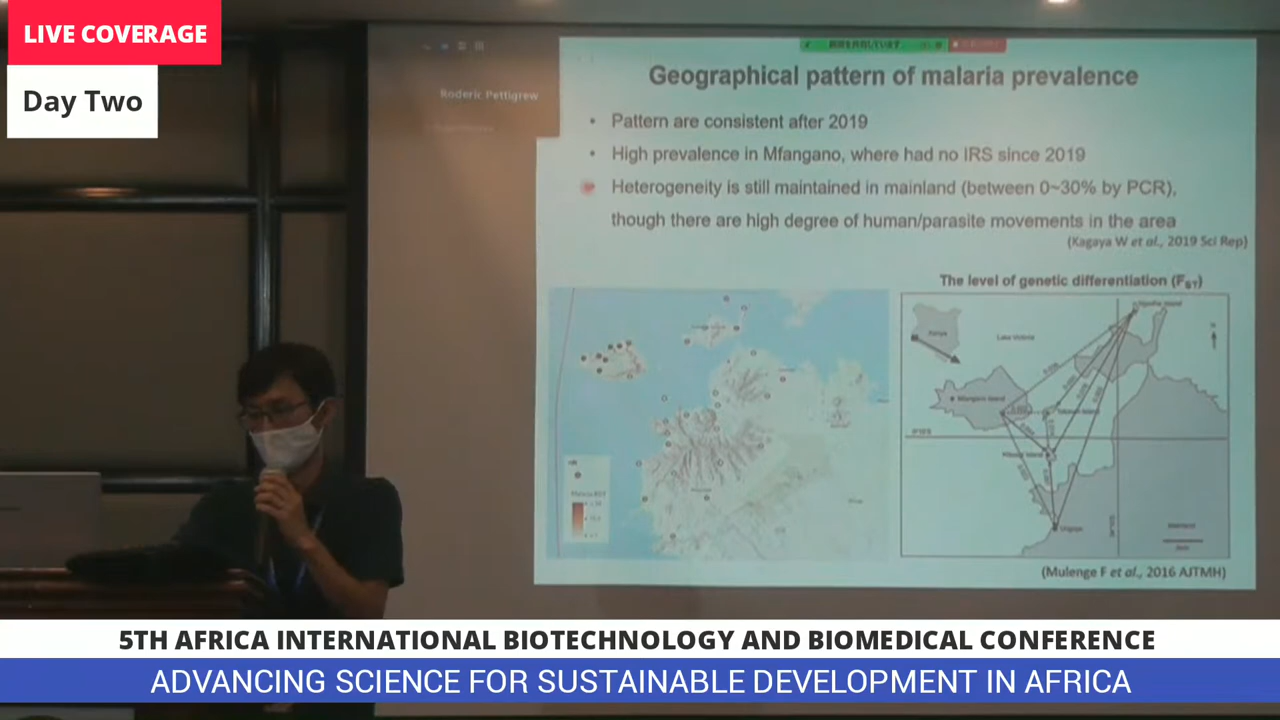 LIVE COVERAGE
Day Two
Roderic Pettigrew
Geographical pattern of malaria prevalence
• Pattern are consistent after 2019
• High prevalence in Mfangano, where had no IRS since 2019
Heterogeneity is still maintained in mainland (between 0~30% by PCR),
though there are high degree of human/parasite movements in the area
(Kagaya W et al., 2019 Sci Rep)
The level of genetic differentiation (FST)
Kenya
Lake Victoria
Mfangano Island
Ungoye
Mainland
(Mulenge F et al., 2016 AJTMH)
5TH AFRICA INTERNATIONAL BIOTECHNOLOGY AND BIOMEDICAL CONFERENCE
ADVANCING SCIENCE FOR SUSTAINABLE DEVELOPMENT IN AFRICA